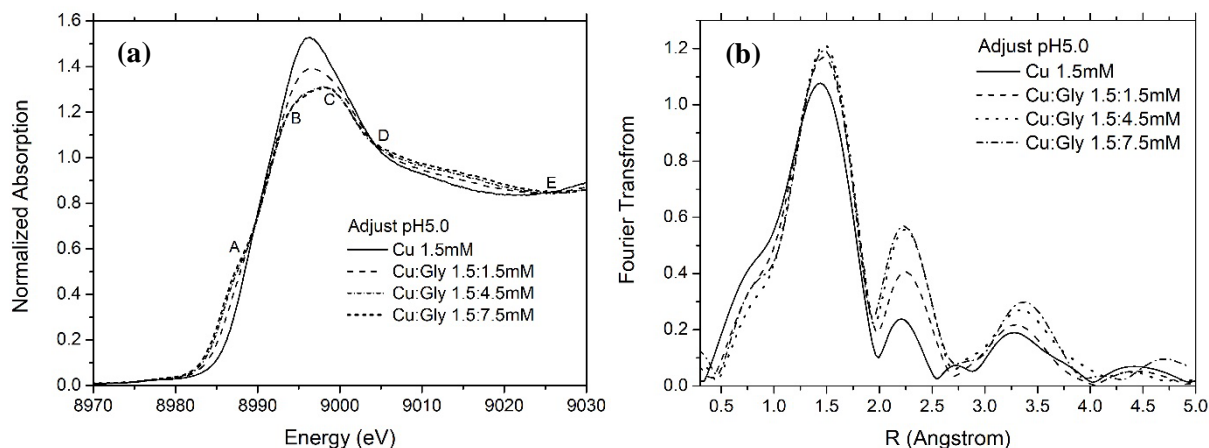 (a)
Normalized Absorption
1.6
1.4
1.2
1.0
0.8
0.6
0.4
0.2
0.0
A
B
C
D
E
Adjust pH5.0
Cu 1.5mM
Cu:Gly 1.5:1.5mM
Cu:Gly 1.5:4.5mM
Cu:Gly 1.5:7.5mM
8970 8980 8990 9000 9010 9020 9030
Energy (eV)
(b)
Fourier Transfrom
1.2
1.0
0.8
0.6
0.4
0.2
0.0
Adjust pH5.0
Cu 1.5mM
Cu:Gly 1.5:1.5mM
Cu:Gly 1.5:4.5mM
Cu:Gly 1.5:7.5mM
0.5 1.0 1.5 2.0 2.5 3.0 3.5 4.0 4.5 5.0
R (Angstrom)